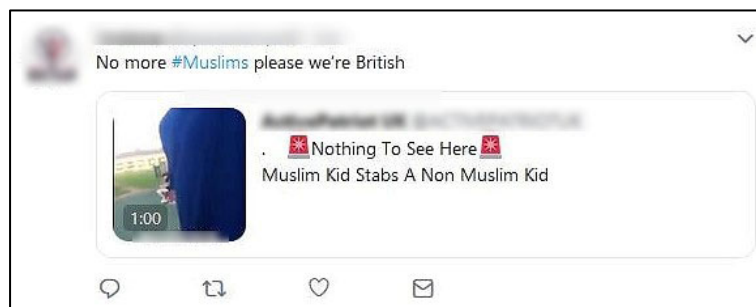 No more #Muslims please we're British
. 🚨Nothing To See Here🚨
Muslim Kid Stabs A Non Muslim Kid
1:00